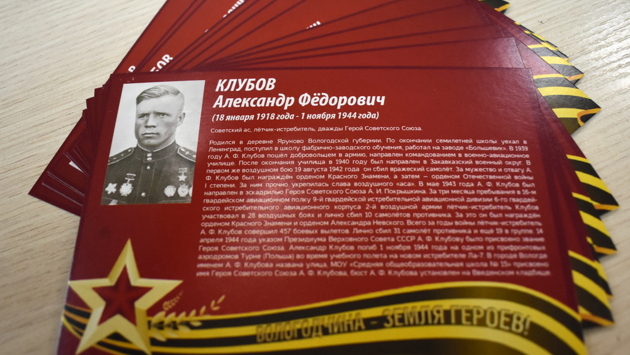 КЛУБОВ
Александр Фёдорович
(18 января 1918 года - 1 ноября 1944 года)
Советский ас, лётчик-истребитель, дважды Герой Советского Союза.
Родился в деревне Яруново Вологодской губернии. По окончании семилетней школы уехал в
Ленинград, поступил в школу фабрично-заводского обучения, работал на заводе «Большевик». В 1939
году А. Ф. Клубов пошёл добровольцем в армию, направлен командованием в военно-авиационное
училище. После окончания училища в 1940 году был направлен в Закавказский военный округ. В
первом же воздушном бою 19 августа 1942 года он сбил вражеский самолёт. За мужество и отвагу А.
Ф. Клубов был награждён орденом Красного Знамени, а затем – орденом Отечественной войны
I степени. За ним прочно укрепилась слава воздушного «аса». В мае 1943 года А. Ф. Клубов был
направлен в эскадрилью Героя Советского Союза А. И. Покрышкина. За три месяца пребывания в 16-м
гвардейском авиационном полку 9-й гвардейской истребительной авиационной дивизии 6-го гвардейского
истребительного авиационного корпуса 2-й воздушной армии лётчик-истребитель Клубов
участвовал в 28 воздушных боях и лично сбил 10 самолётов противника. За это он был награждён
орденом Красного Знамени и орденом Александра Невского. Всего за годы войны лётчик-истребитель
А. Ф. Клубов совершил 457 боевых вылетов. Лично сбил 31 самолёт противника и ещё 19 в группе. 14
апреля 1944 года указом Президиума Верховного Совета СССР А. Ф. Клубову было присвоено звание
Героя Советского Союза. Александр Клубов погиб 1 ноября 1944 года на одном из прифронтовых
аэродромов Турне (Польша) во время учебного полета на новом истребителе Ла-7. В городе Вологде
именем А. Ф. Клубова названа улица, МОУ «Средняя общеобразовательная школа № 15» присвоено
имя Героя Советского Союза А. Ф. Клубова, бюст А. Ф. Клубова установлен на Введенском кладбище.
ВОЛОГОДЧИНА – ЗЕМЛЯ ГЕРОЕВ!